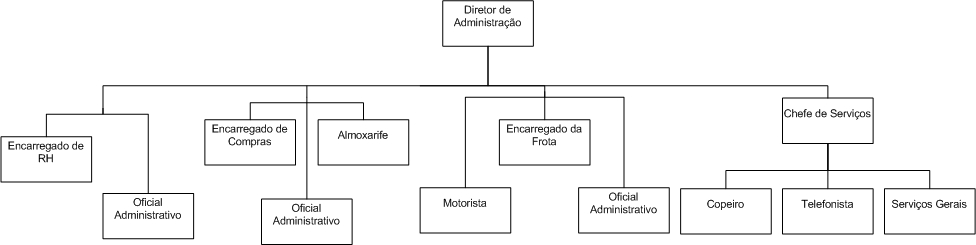 Diretor de
Administração
Chefe de Serviços
Encarregado de
Compras
Almoxarife
Encarregado da
Frota
Encarregado de
RH
Oficial
Administrativo
Oficial
Administrativo
Motorista
Oficial
Administrativo
Copeiro
Telefonista
Serviços Gerais